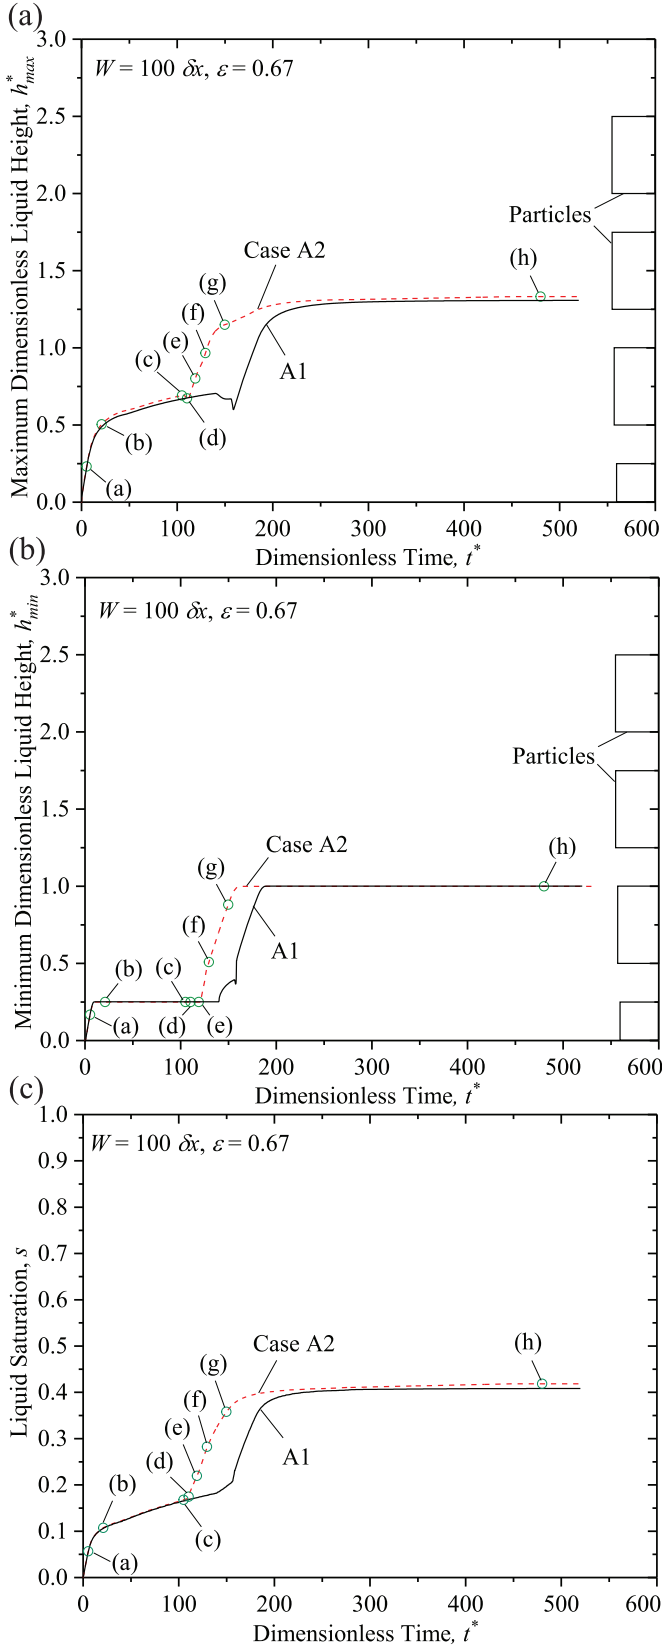 (a)
Maximum Dimensionless Liquid Height, h*max
3.0
2.5
2.0
1.5
1.0
0.5
0.0
W = 100 δx, ε = 0.67
Particles
Case A2
(h)
(g)
(f)
(e)
(c)
A1
(d)
(b)
(a)
0 100 200 300 400 500 600
Dimensionless Time, t*
(b)
Minimum Dimensionless Liquid Height, h*min
3.0
2.5
2.0
1.5
1.0
0.5
0.0
W = 100 δx, ε = 0.67
Particles
Case A2
(h)
(g)
(f)
A1
(b)
(c)
(a)
(d)
(e)
0 100 200 300 400 500 600
Dimensionless Time, t*
(c)
Liquid Saturation, s
1.0
0.9
0.8
0.7
0.6
0.5
0.4
0.3
0.2
0.1
0.0
W = 100 δx, ε = 0.67
Case A2
(h)
(g)
(f)
(e)
A1
(d)
(b)
(c)
(a)
0 100 200 300 400 500 600
Dimensionless Time, t*